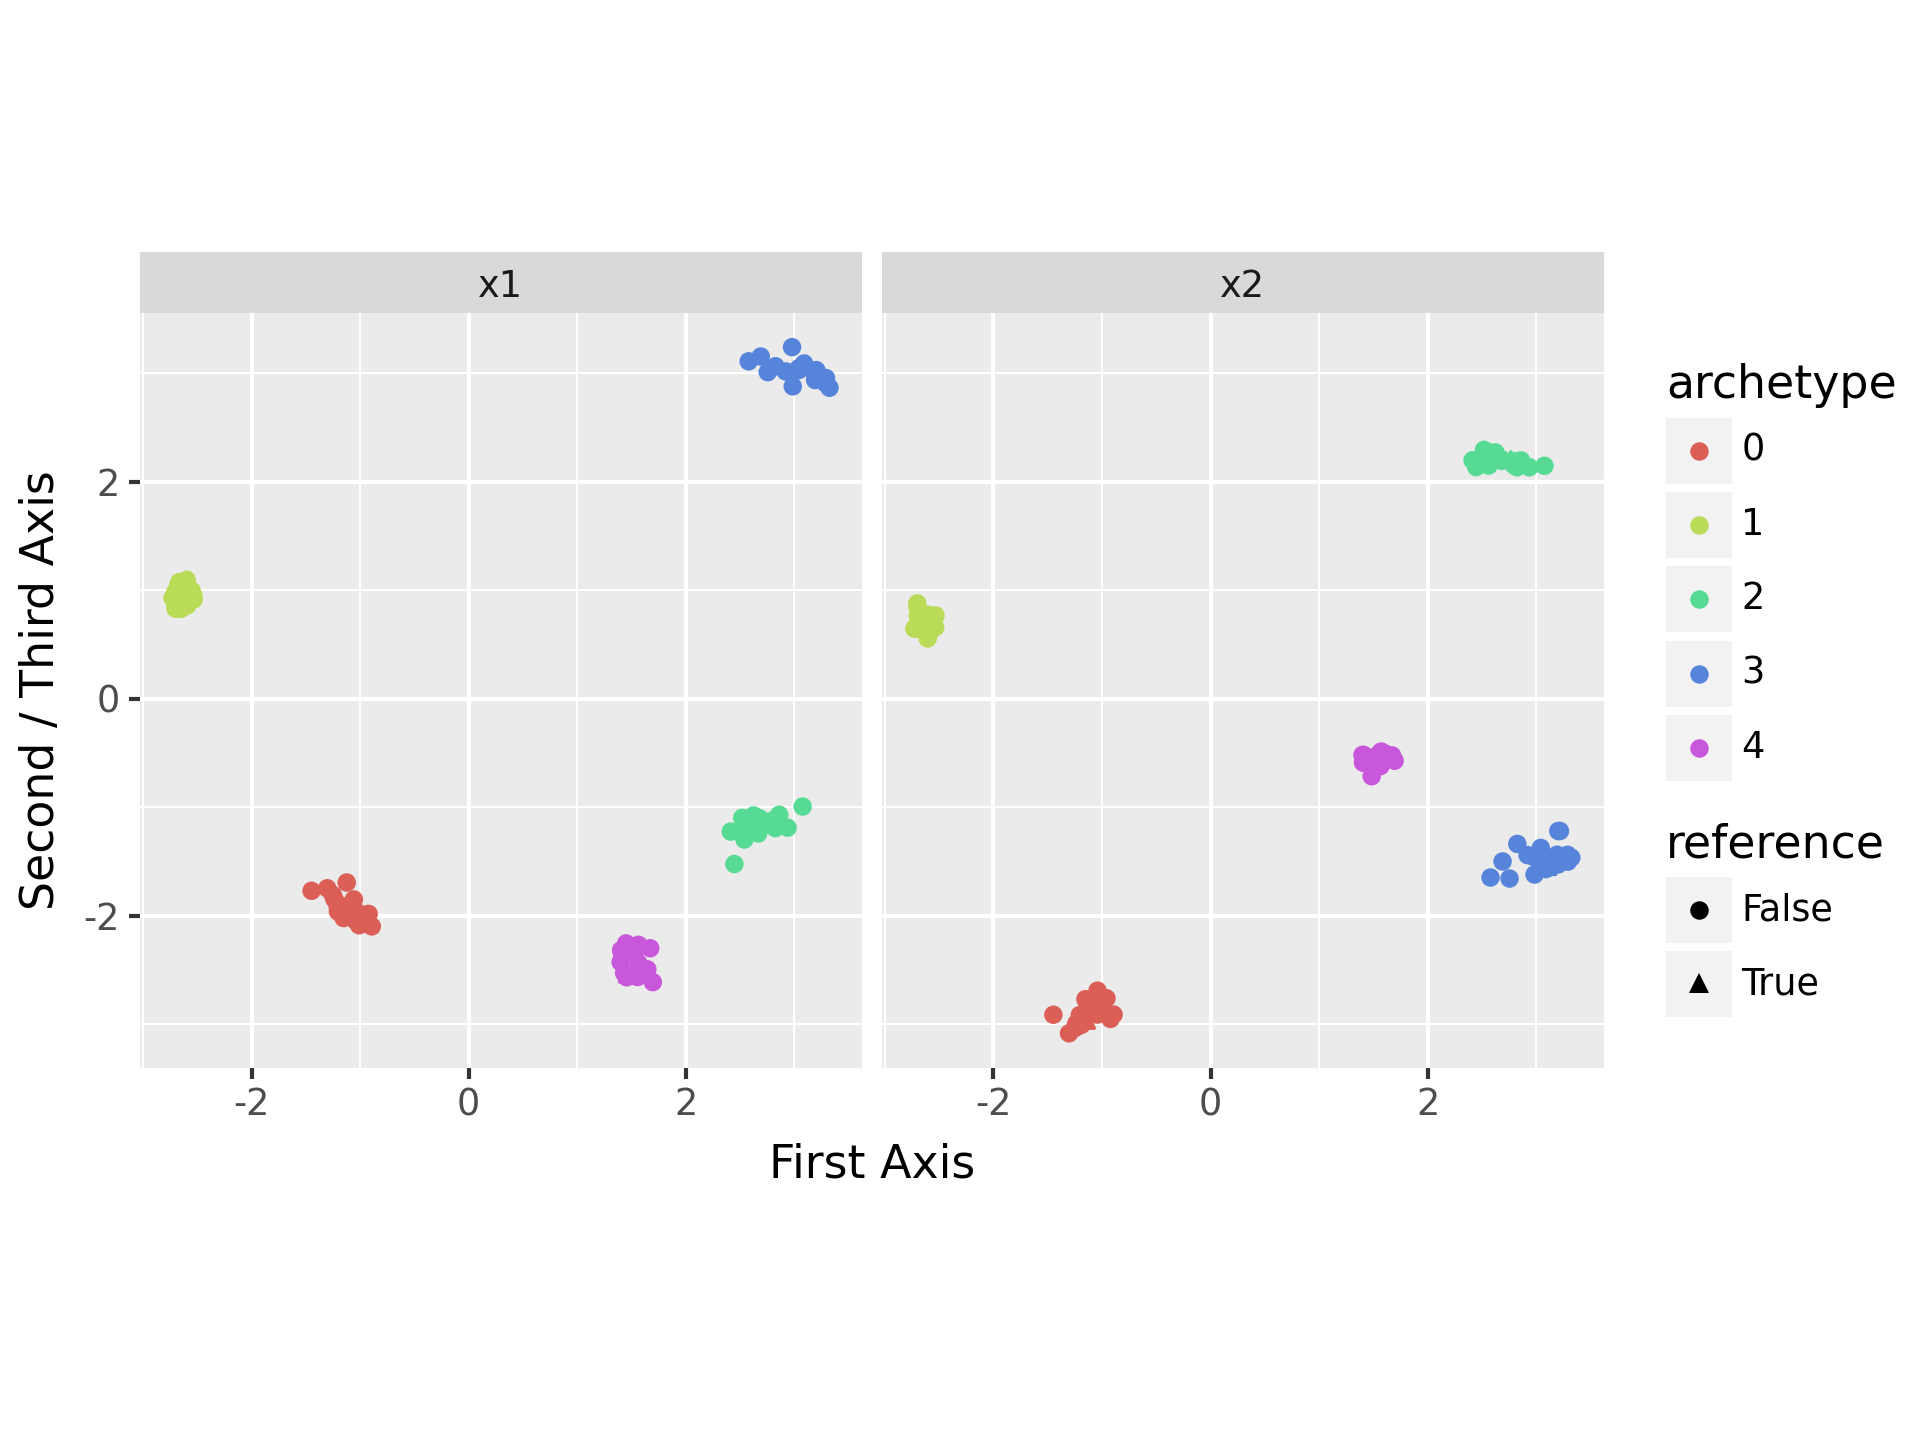 x1
x2
Second / Third Axis
2
0
-2
-2
0
2
-2
0
2
First Axis
archetype
0
1
2
3
4
reference
False
True